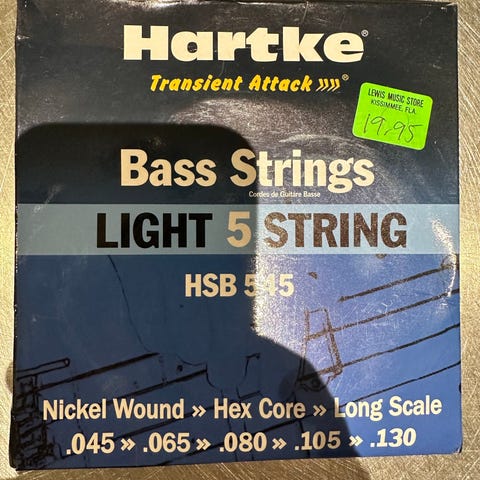 Hartke®
Transient Attack »»®
LEWIS MUSIC STORE
KISSIMMEE, FLA.
19.95
Bass Strings
Cordes de Guitare Basse
LIGHT 5 STRING
HSB 545
Nickel Wound » Hex Core » Long Scale
.045 » .065 » .080 » .105 » .130